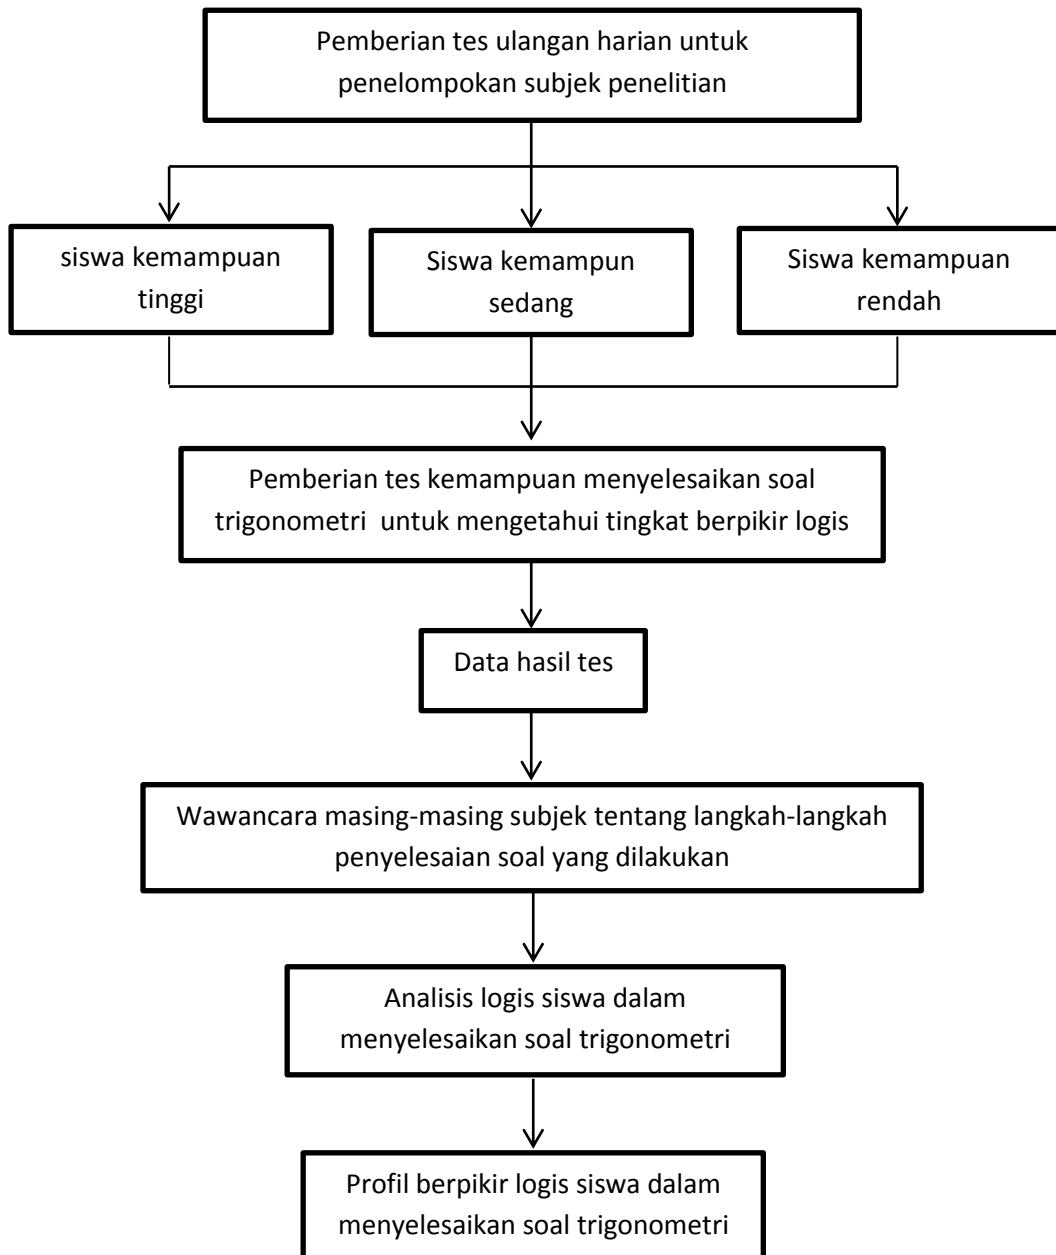 Pemberian tes ulangan harian untuk
penelompokan subjek penelitian
siswa kemampuan
tinggi
Siswa kemampun
sedang
Siswa kemampuan
rendah
Pemberian tes kemampuan menyelesaikan soal
trigonometri  untuk mengetahui tingkat berpikir logis
Data hasil tes
Wawancara masing-masing subjek tentang langkah-langkah
penyelesaian soal yang dilakukan
Analisis logis siswa dalam
menyelesaikan soal trigonometri
Profil berpikir logis siswa dalam
menyelesaikan soal trigonometri